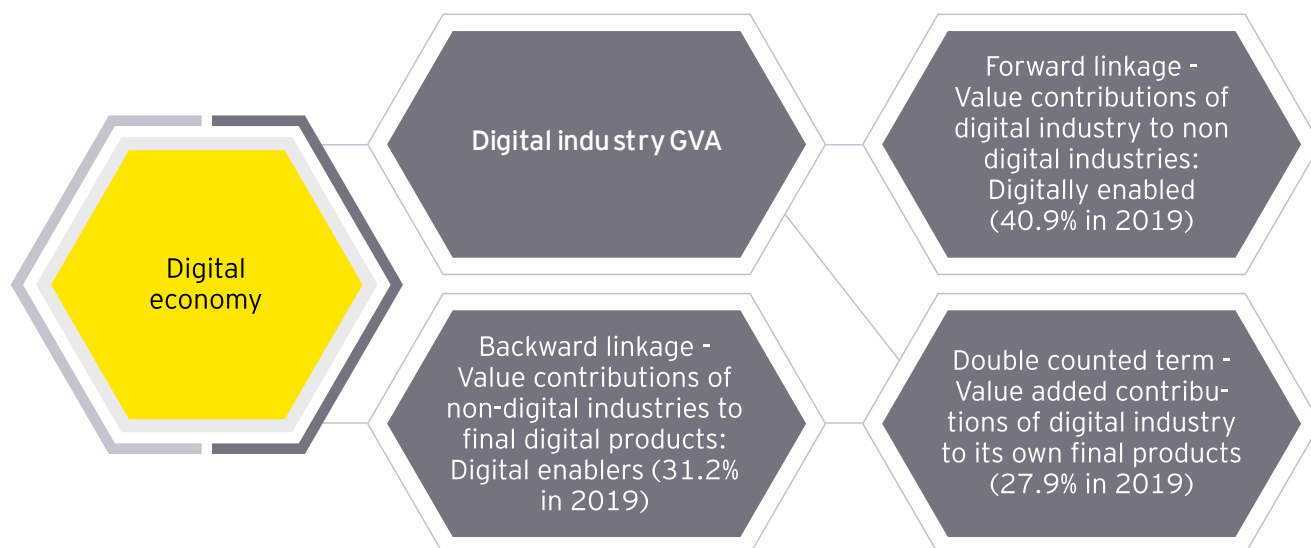 Digital
economy
Digital industry GVA
Forward linkage -
Value contributions of
digital industry to non
digital industries:
Digitally enabled
(40.9% in 2019)
Backward linkage -
Value contributions of
non-digital industries to
final digital products:
Digital enablers (31.2%
in 2019)
Double counted term -
Value added contribu-
tions of digital industry
to its own final products
(27.9% in 2019)